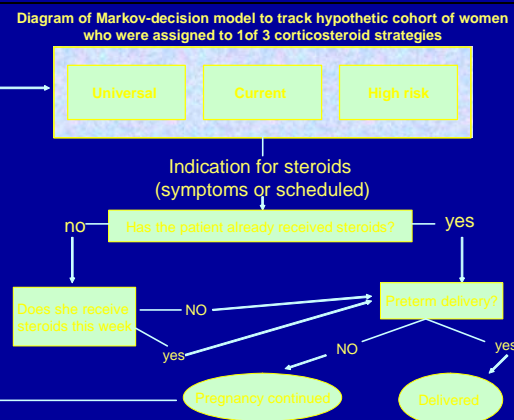 Diagram of Markov-decision model to track hypothetic cohort of women
who were assigned to 1of 3 corticosteroid strategies
Universal
Current
High risk
Indication for steroids
(symptoms or scheduled)
no
Has the patient already received steroids?
yes
Does she receive
steroids this week
NO
yes
Preterm delivery?
NO
yes
Pregnancy continued
Delivered